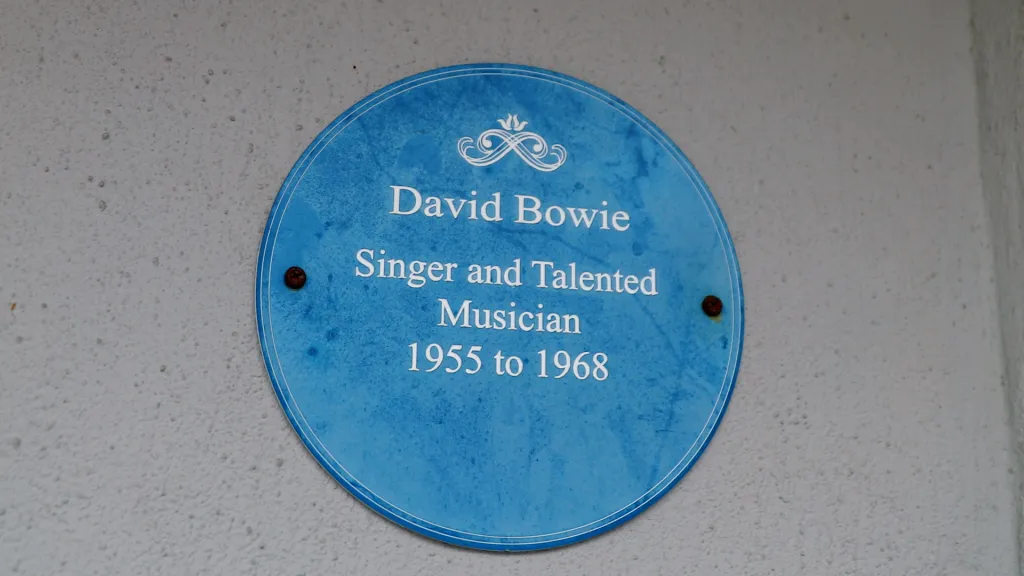 David Bowie
Singer and Talented
Musician
1955 to 1968